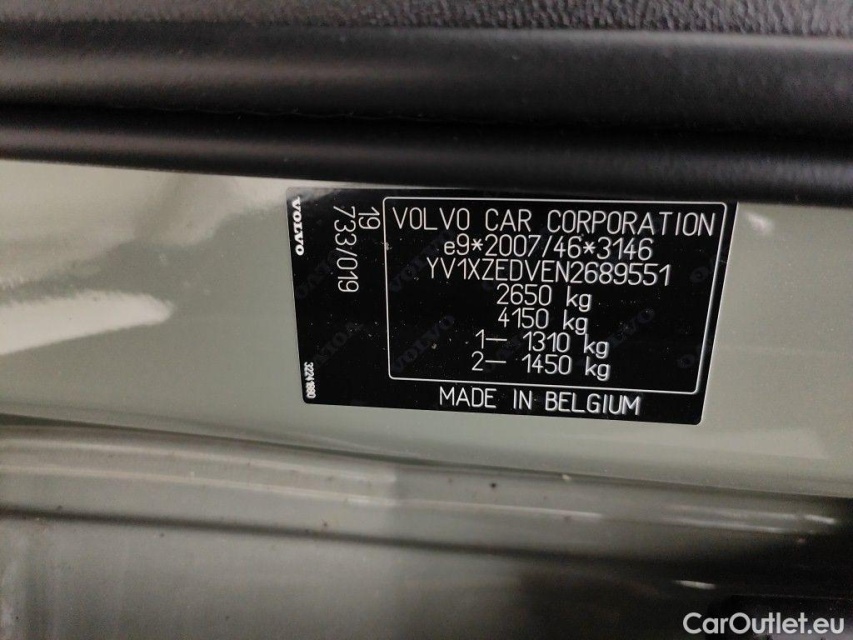 VOLVO
19
733/019
VOLVO CAR CORPORATION
e9*2007/46*3146
YV1XZEDVEN2689551
2650 kg
4150 kg
1– 1310 kg
2– 1450 kg
MADE IN BELGIUM
CarOutlet.eu